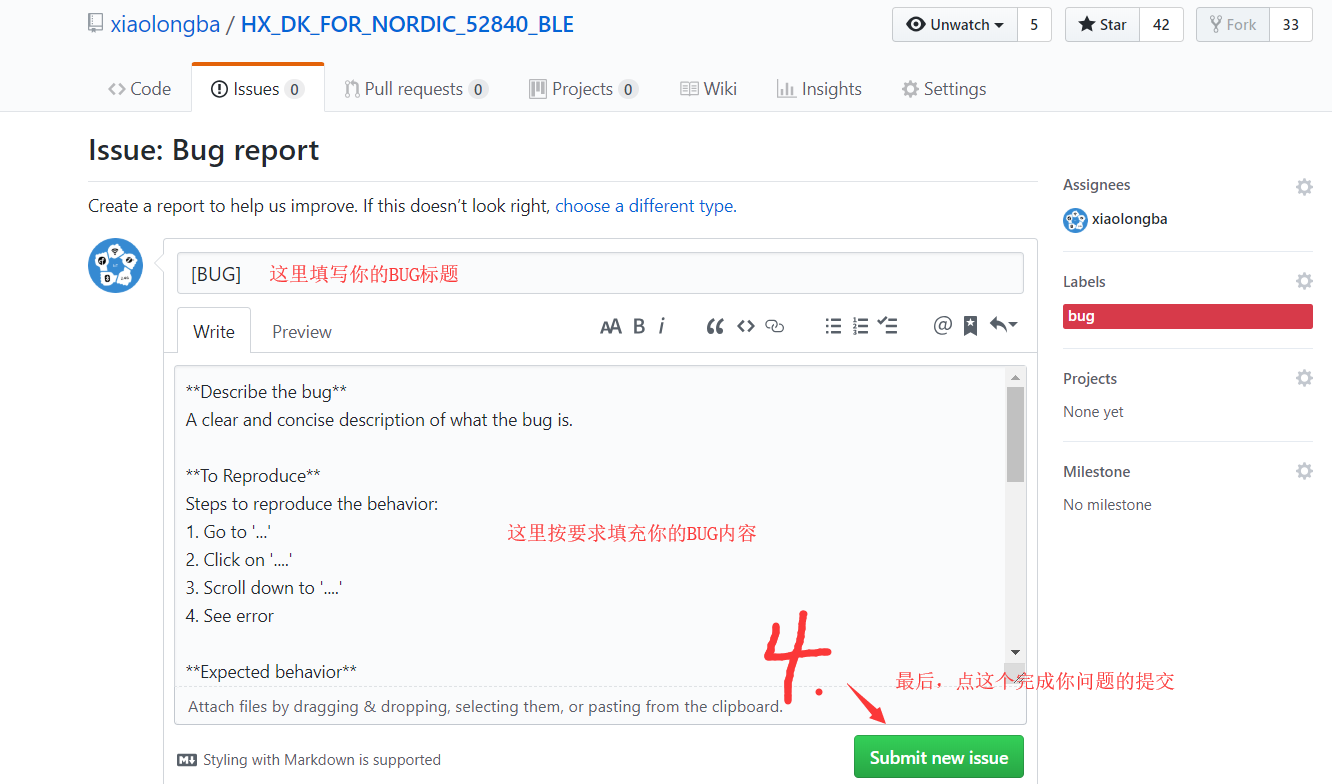 xiaolongba / HX_DK_FOR_NORDIC_52840_BLE
Unwatch 5
Star 42
Fork 33
Code
Issues 0
Pull requests 0
Projects 0
Wiki
Insights
Settings
Issue: Bug report
Create a report to help us improve. If this doesn't look right, choose a different type.
[BUG] 这里填写你的BUG标题
Write
Preview
**Describe the bug**
A clear and concise description of what the bug is.
**To Reproduce**
Steps to reproduce the behavior:
1. Go to '...'
这里按要求填充你的BUG内容
2. Click on '....'
3. Scroll down to '....'
4. See error
**Expected behavior**
4.
最后，点这个完成你问题的提交
Attach files by dragging & dropping, selecting them, or pasting from the clipboard.
Styling with Markdown is supported
Submit new issue
Assignees
xiaolongba
Labels
bug
Projects
None yet
Milestone
No milestone